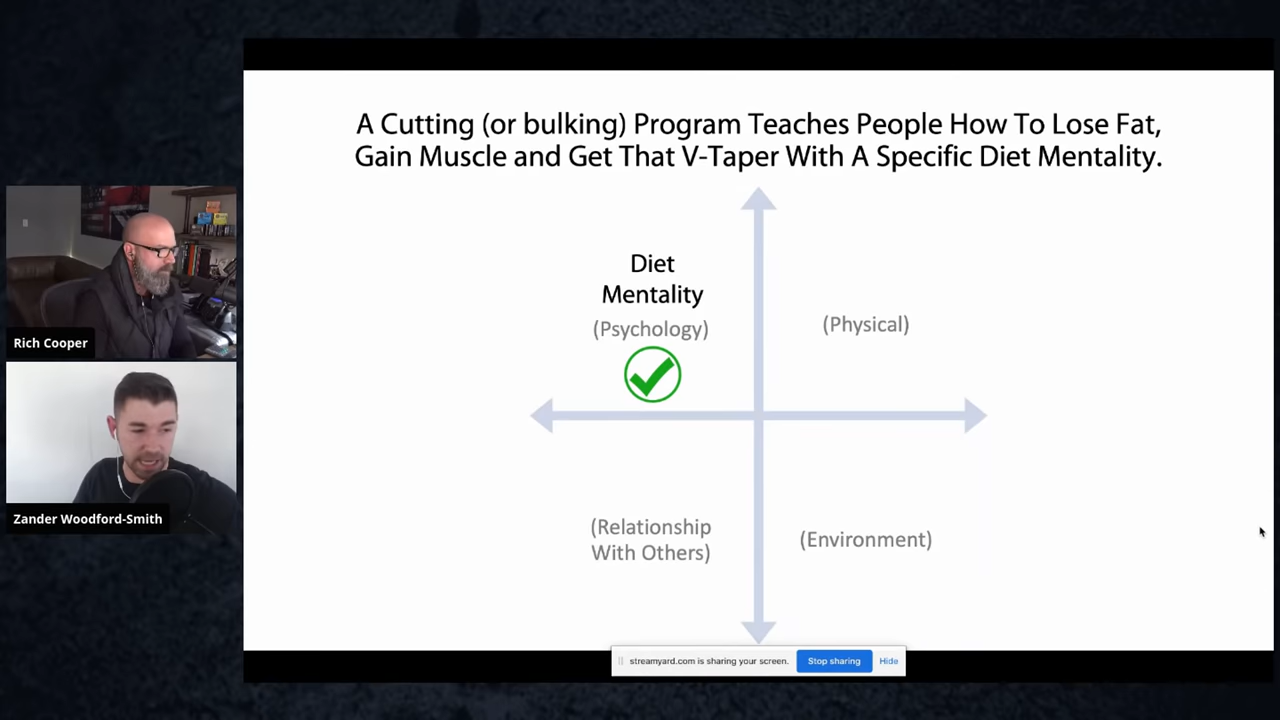 A Cutting (or bulking) Program Teaches People How To Lose Fat,
Gain Muscle and Get That V-Taper With A Specific Diet Mentality.
Diet
Mentality
(Psychology)
(Physical)
(Relationship
With Others)
(Environment)
Rich Cooper
Zander Woodford-Smith
streamyard.com is sharing your screen.
Stop sharing
Hide